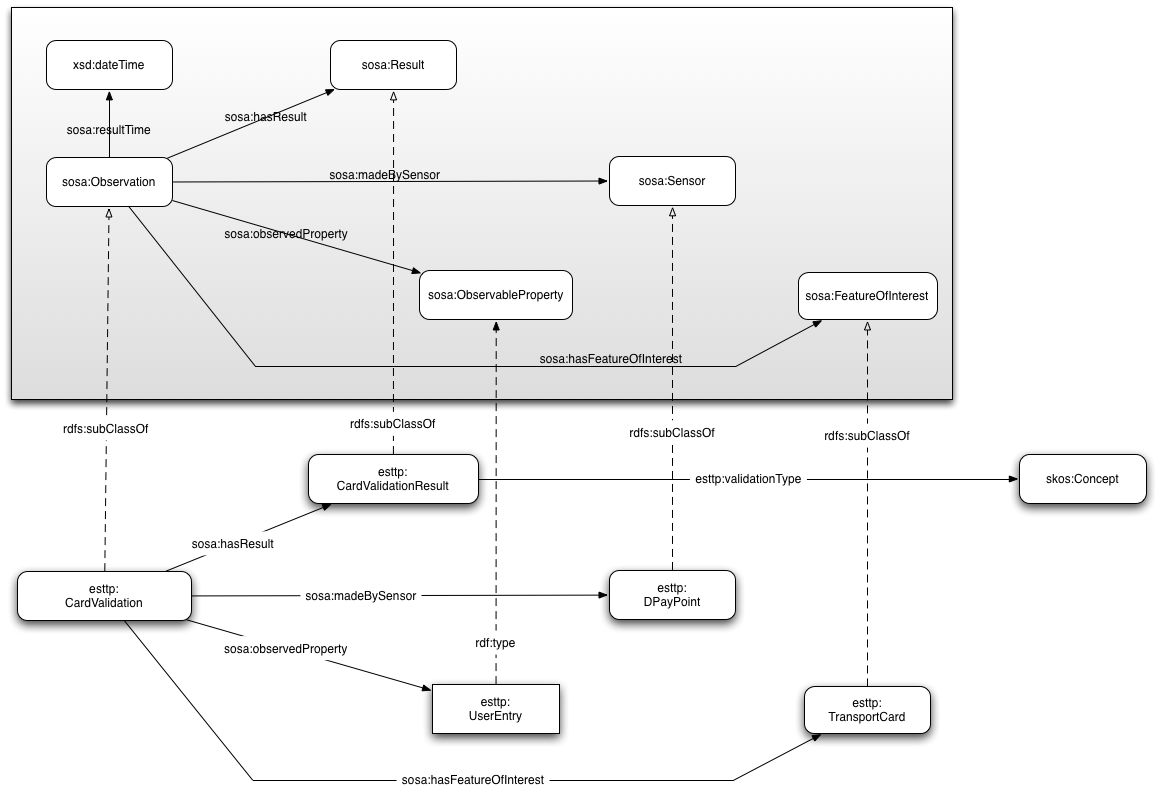 xsd:dateTime
sosa:Result
sosa:hasResult
sosa:resultTime
sosa:Observation
sosa:madeBySensor
sosa:Sensor
sosa:observedProperty
sosa:ObservableProperty
sosa:FeatureOfInterest
sosa:hasFeatureOfInterest
rdfs:subClassOf
rdfs:subClassOf
rdfs:subClassOf
rdfs:subClassOf
esttp:
CardValidationResult
esttp:validationType
skos:Concept
sosa:hasResult
esttp:
CardValidation
sosa:madeBySensor
esttp:
DPayPoint
sosa:observedProperty
rdf:type
esttp:
UserEntry
esttp:
TransportCard
sosa:hasFeatureOfInterest